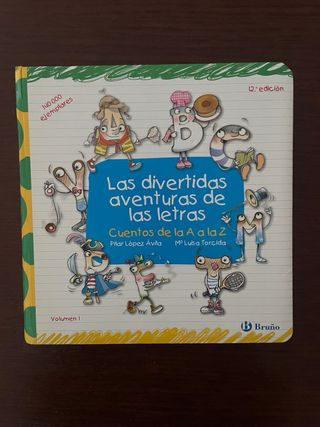 140.000
ejemplares
12.ª edición
Las divertidas
aventuras de
las letras
Cuentos de la A a la Z
Pilar López Ávila Mª Luisa Torcida
Volumen 1
B Bruño